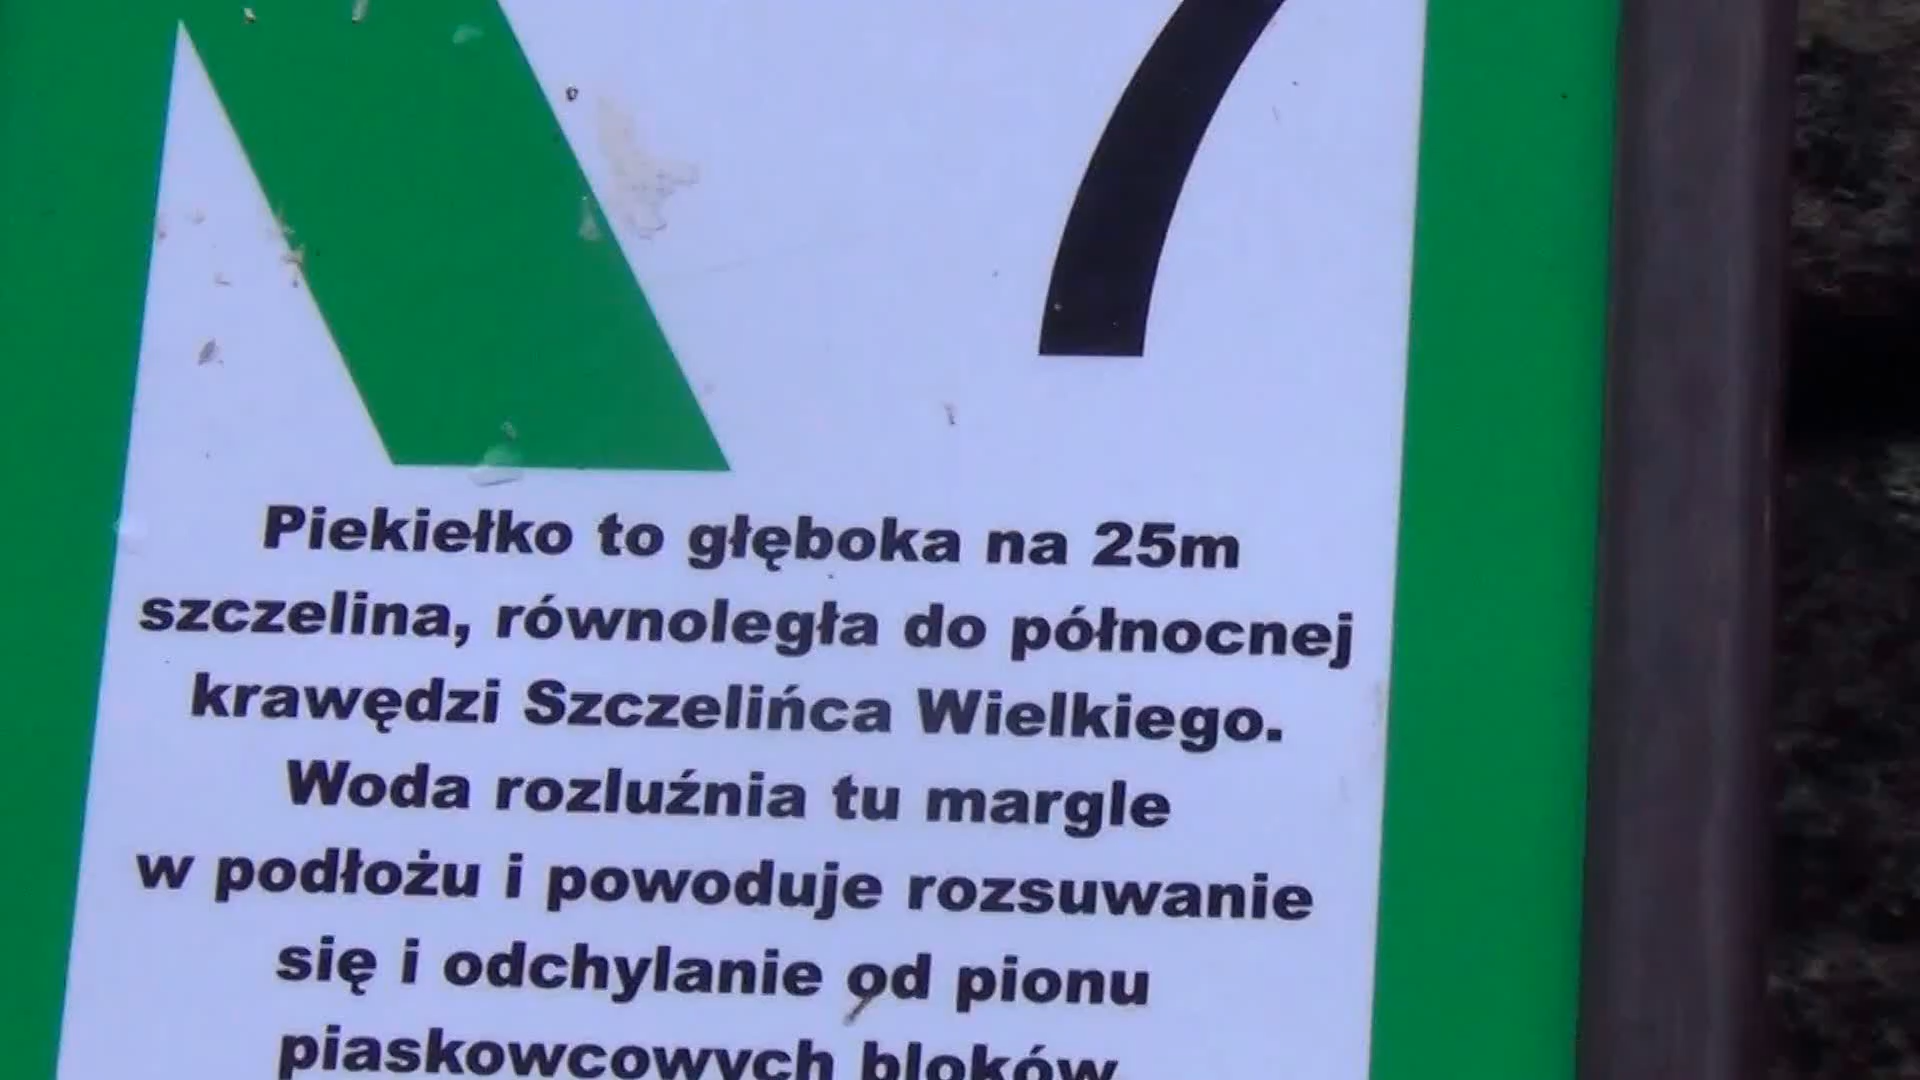 7
Piekiełko to głęboka na 25m
szczelina, równoległa do północnej
krawędzi Szczelińca Wielkiego.
Woda rozluźnia tu margle
w podłożu i powoduje rozsuwanie
się i odchylanie od pionu
piaskowcowych bloków